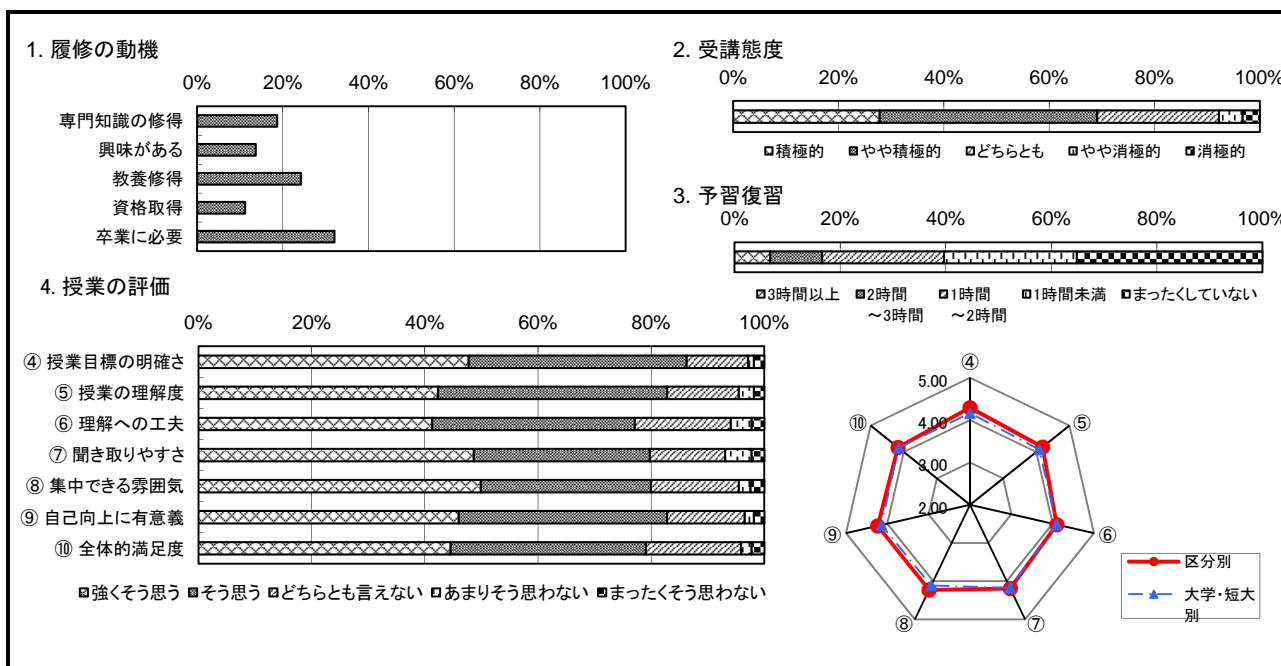 1. 履修の動機
0% 20% 40% 60% 80% 100%
専門知識の修得
興味がある
教養修得
資格取得
卒業に必要
2. 受講態度
0% 20% 40% 60% 80% 100%
積極的 やや積極的 どちらとも やや消極的 消極的
3. 予習復習
0% 20% 40% 60% 80% 100%
3時間以上 2時間 1時間 1時間未満 まったくしていない
～3時間 ～2時間
4. 授業の評価
0% 20% 40% 60% 80% 100%
④ 授業目標の明確さ
⑤ 授業の理解度
⑥ 理解への工夫
⑦ 聞き取りやすさ
⑧ 集中できる雰囲気
⑨ 自己向上に有意義
⑩ 全体的満足度
強くそう思う そう思う どちらとも言えない あまりそう思わない まったくそう思わない
④
5.00
⑩ ⑤
4.00
3.00
2.00
⑨ ⑥
⑧ ⑦
区分別
大学・短大
別